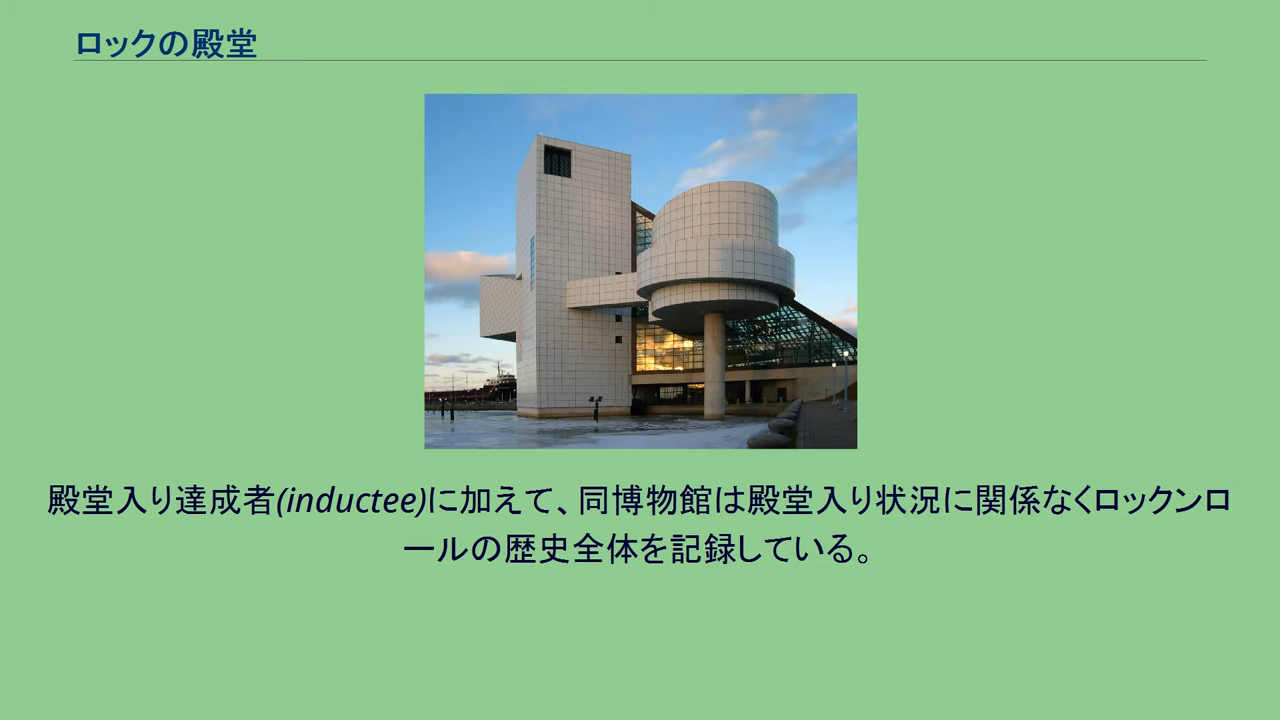 ロックの殿堂
殿堂入り達成者(inductee)に加えて、同博物館は殿堂入り状況に関係なくロックンロ
ールの歴史全体を記録している。